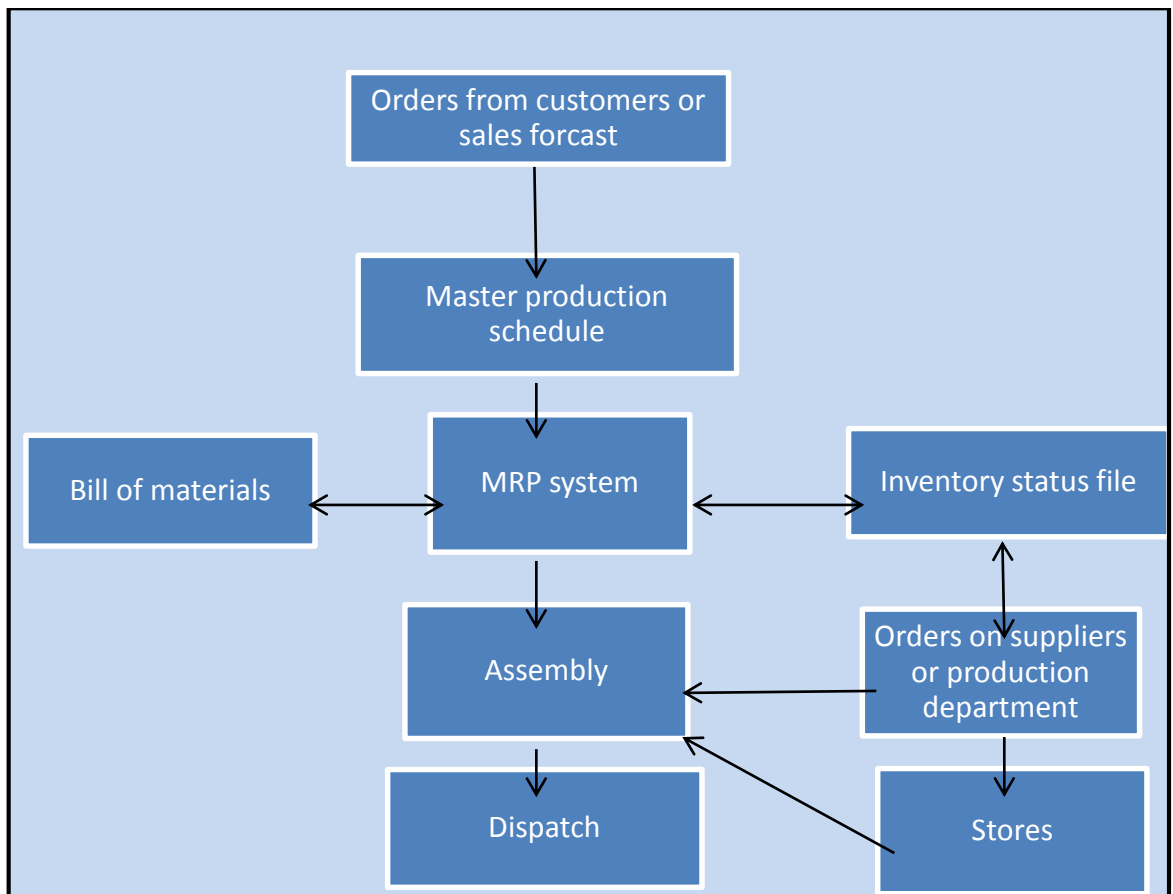 Orders from customers or
sales forcast
Master production
schedule
Bill of materials
MRP system
Inventory status file
Assembly
Orders on suppliers
or production
department
Dispatch
Stores